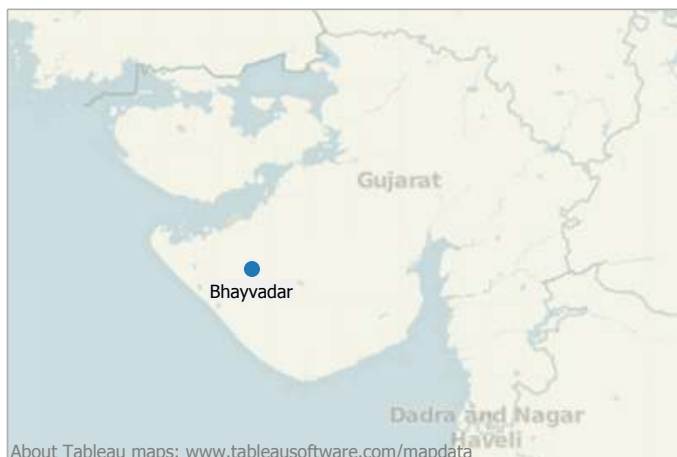 Gujarat
Bhayvadar
Dadra and Nagar
Haveli
About Tableau maps: www.tableausoftware.com/mapdata